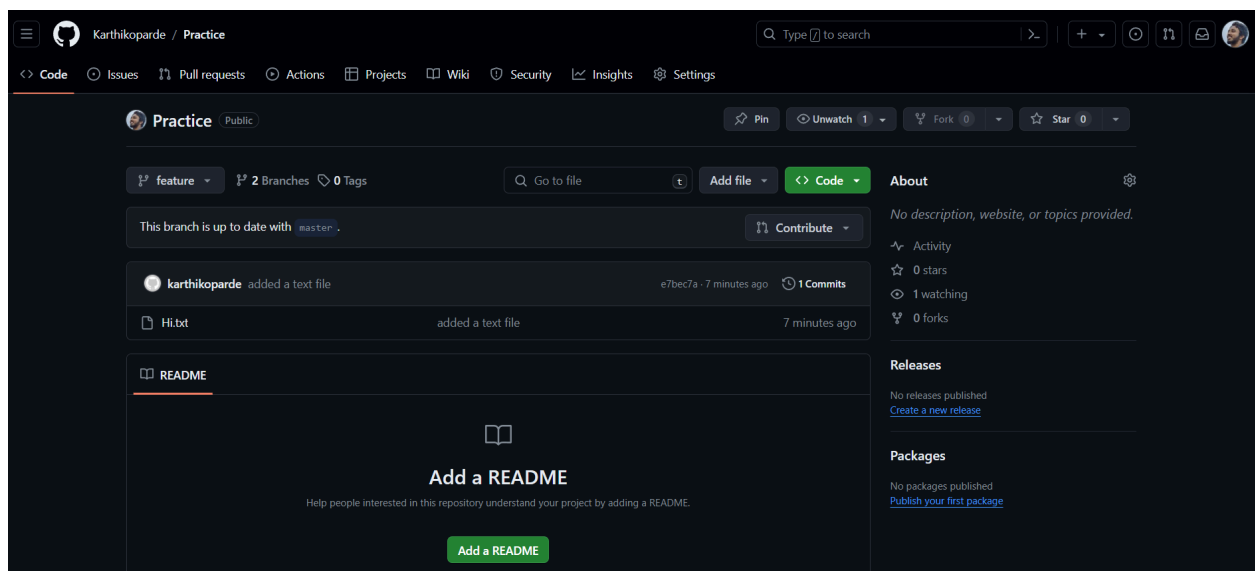 Karthikoparde / Practice
Type / to search
Code Issues Pull requests Actions Projects Wiki Security Insights Settings
Practice Public
Pin Unwatch 1 Fork 0 Star 0
feature 2 Branches 0 Tags
Go to file t Add file Code
This branch is up to date with master .
Contribute
karthikoparde added a text file e7bec7a · 7 minutes ago 1 Commits
Hi.txt added a text file 7 minutes ago
README
Add a README
Help people interested in this repository understand your project by adding a README.
Add a README
About
No description, website, or topics provided.
Activity
0 stars
1 watching
0 forks
Releases
No releases published
Create a new release
Packages
No packages published
Publish your first package